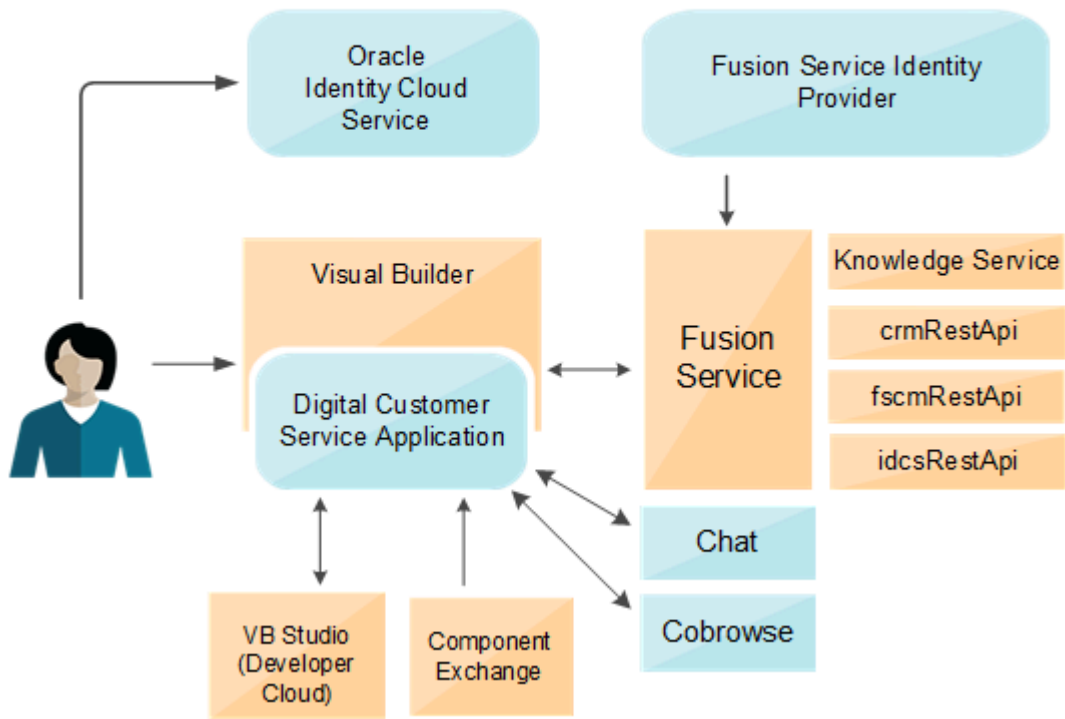 Oracle
Identity Cloud
Service
Fusion Service Identity
Provider
Visual Builder
Digital Customer
Service Application
Fusion
Service
Knowledge Service
crmRestApi
fscmRestApi
idcsRestApi
Chat
Cobrowse
VB Studio
(Developer
Cloud)
Component
Exchange